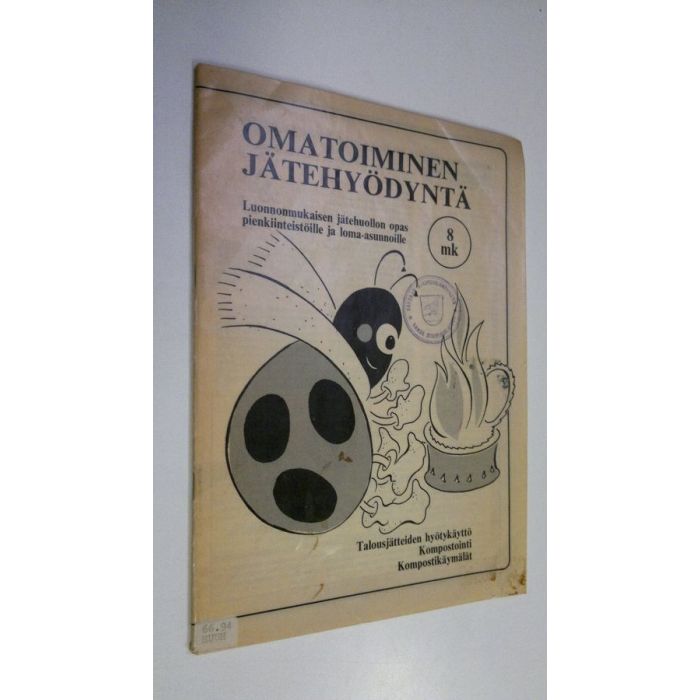 OMATOIMINEN
JÄTEHYÖDYNTÄ
Luonnonmukaisen jätehuollon opas
pienkiinteistöille ja loma-asunnoille
8
mk
Talousjätteiden hyötykäyttö
Kompostointi
Kompostikäymälät
66.94